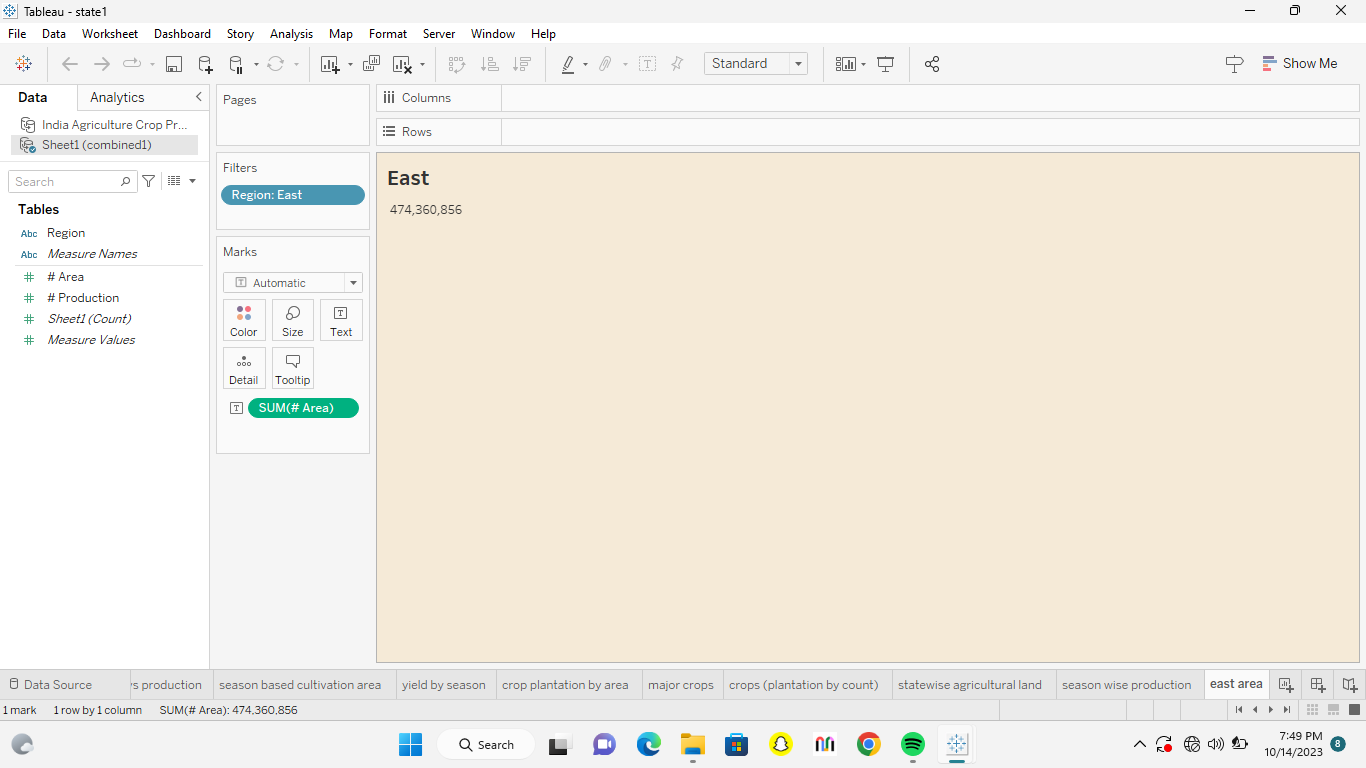 Tableau - state1
File Data Worksheet Dashboard Story Analysis Map Format Server Window Help
Standard
Show Me
Data Analytics
India Agriculture Crop Pr...
Sheet1 (combined1)
Search
Tables
Abc Region
Abc Measure Names
# Area
# Production
Sheet1 (Count)
Measure Values
Pages
Filters
Region: East
Marks
Automatic
Color Size Text
Detail Tooltip
SUM(# Area)
Columns
Rows
East
474,360,856
Data Source s production season based cultivation area yield by season crop plantation by area major crops crops (plantation by count) statewise agricultural land season wise production east area
1 mark 1 row by 1 column SUM(# Area): 474,360,856
Search
7:49 PM
10/14/2023
8